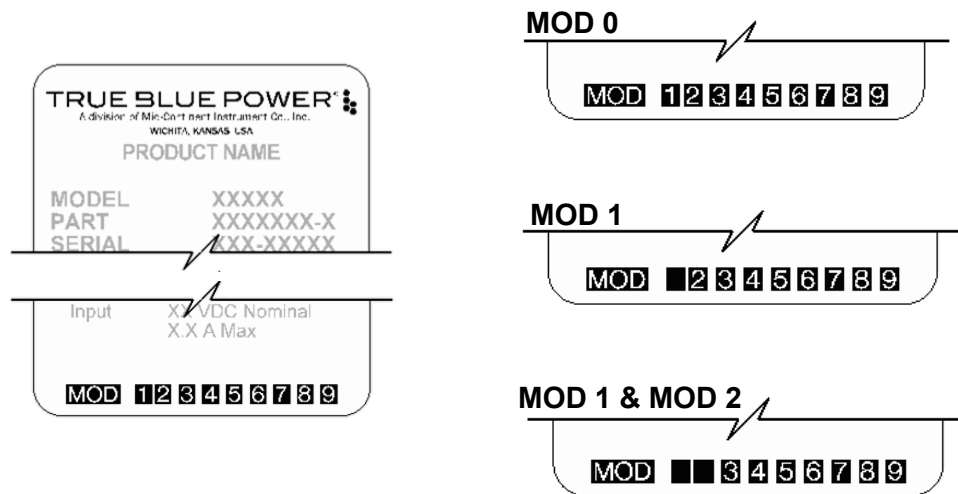 TRUE BLUE POWER®
A division of Mid-Continent Instrument Co., Inc.
WICHITA, KANSAS USA
PRODUCT NAME
MODEL XXXXX
PART XXXXXXX-X
SERIAL XXX-XXXXX
Input XX VDC Nominal
X.X A Max
MOD 1 2 3 4 5 6 7 8 9
MOD 0
MOD 1 2 3 4 5 6 7 8 9
MOD 1
MOD 2 3 4 5 6 7 8 9
MOD 1 & MOD 2
MOD 3 4 5 6 7 8 9